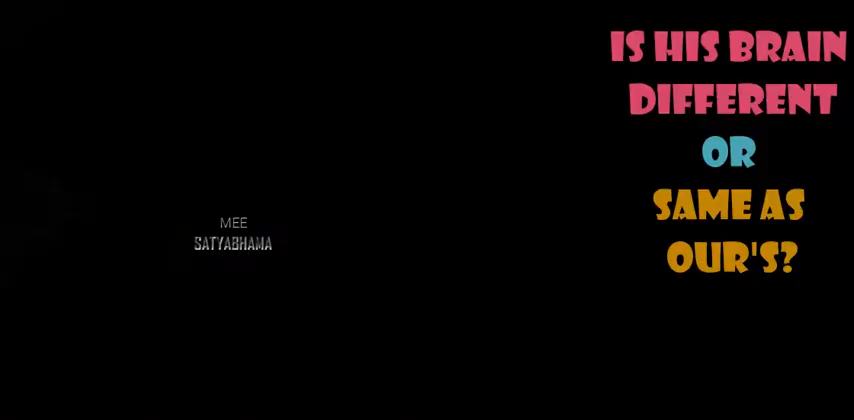 IS HIS BRAIN
DIFFERENT
OR
SAME AS
OUR'S?
MEE
SATYABHAMA